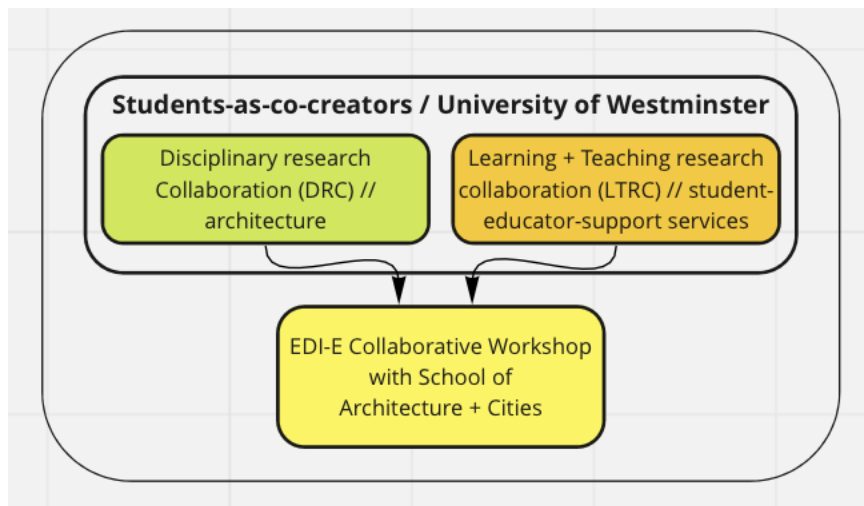 Students-as-co-creators / University of Westminster
Disciplinary research
Collaboration (DRC) //
architecture
Learning + Teaching research
collaboration (LTRC) // student-
educator-support services
EDI-E Collaborative Workshop
with School of
Architecture + Cities